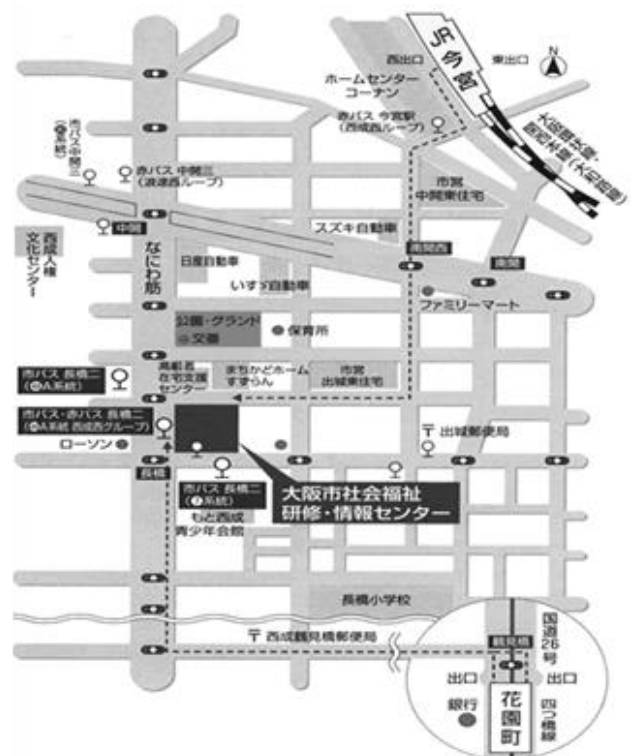 JR今宮
西出口
東出口
N
ホームセンター
コーナン
赤バス 今宮駅
(西成西ループ)
大阪環状線・
関西本線(大和路線)
市バス中開三
赤バス 中開三
(浪速西ループ)
市営
中開東住宅
スズキ自動車
中開
南開西
南開
西成人権
文化センター
なにわ筋
日産自動車
いすゞ自動車
ファミリーマート
公園・グランド
交番
保育所
市バス 長橋二
高齢者
在宅支援
センター
まちかどホーム
すずらん
市営
出城東住宅
市バス・赤バス 長橋二
ローソン
〒出城郵便局
長橋
市バス 長橋二
(❼系統)
大阪市社会福祉
研修・情報センター
もと西成
青少年会館
長橋小学校
〒西成鶴見橋郵便局
鶴見橋
国道26号
出口
出口
銀行
花園町
四つ橋線